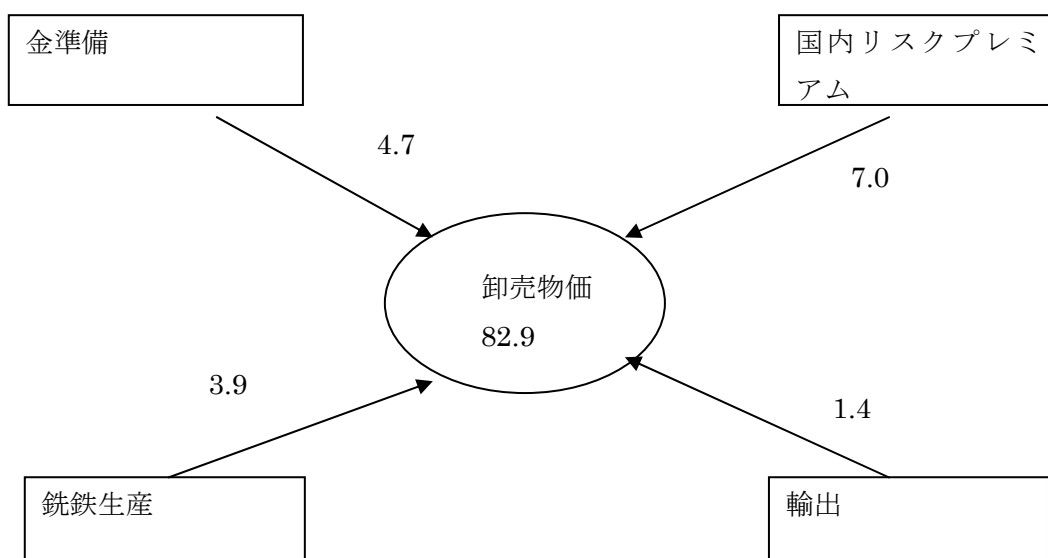 金準備
国内リスクプレミ
アム
4.7
7.0
卸売物価
82.9
3.9
1.4
銑鉄生産
輸出